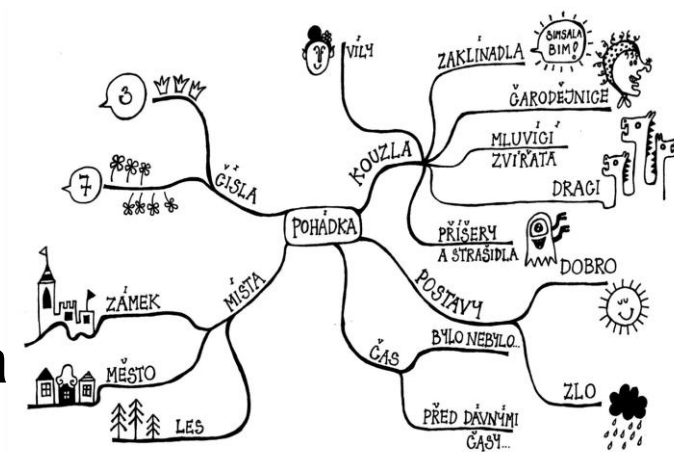 POHÁDKA
KOUZLA
VÍLY
ZAKLÍNADLA
BIMSALA
BIM!
ČARODĚJNICE
MLUVÍCÍ
ZVÍŘATA
DRACI
PŘÍŠERY
A STRAŠIDLA
POSTAVY
DOBRO
ZLO
ČAS
BYLO NEBYLO...
PŘED DÁVNÝMI
ČASY...
MÍSTA
ZÁMEK
MĚSTO
LES
ČÍSLA
3
7